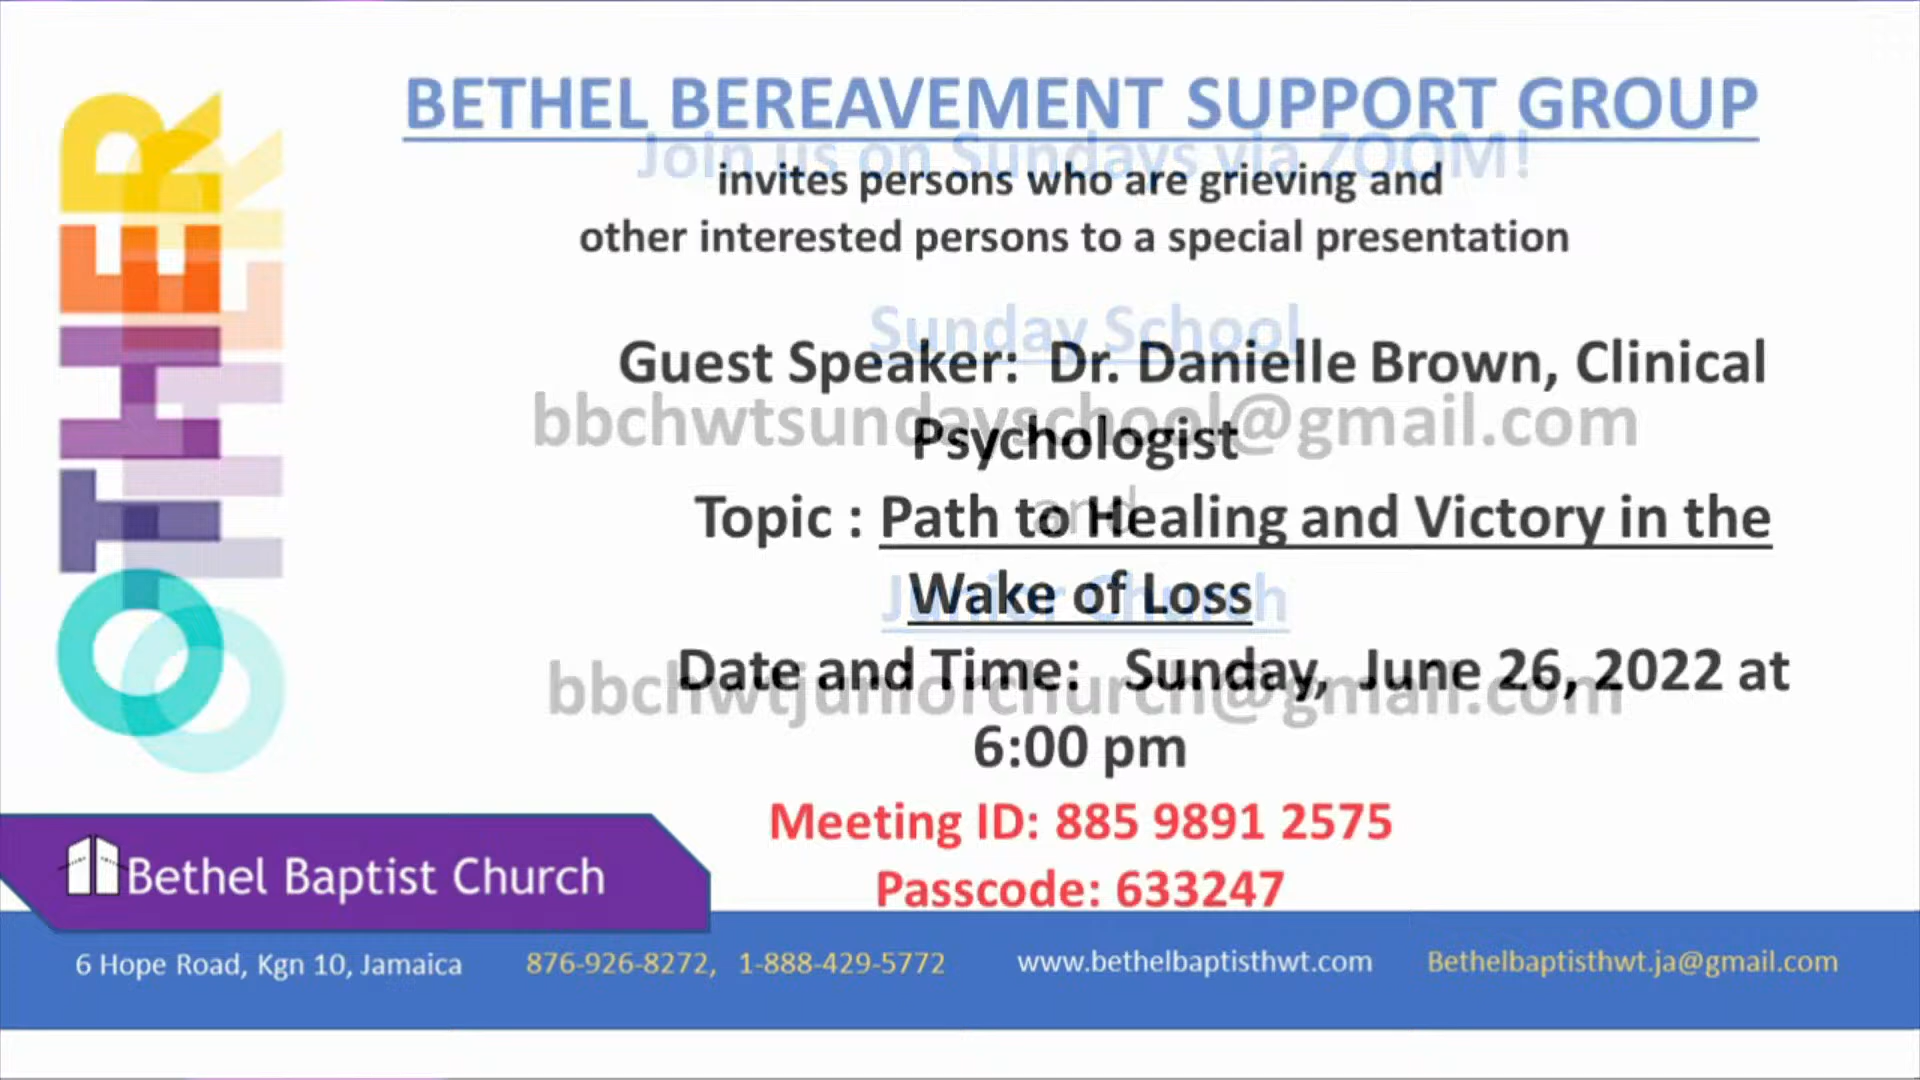 OTHER
OTHER
BETHEL BEREAVEMENT SUPPORT GROUP
Join us on Sundays via ZOOM!
invites persons who are grieving and
other interested persons to a special presentation
Sunday School
Guest Speaker: Dr. Danielle Brown, Clinical
bbchwtsundayschool@gmail.com
Psychologist
and
Topic : Path to Healing and Victory in the
Wake of Loss
Junior Church
Date and Time: Sunday, June 26, 2022 at
bbchwtjuniorchurch@gmail.com
6:00 pm
Meeting ID: 885 9891 2575
Passcode: 633247
Bethel Baptist Church
6 Hope Road, Kgn 10, Jamaica 876-926-8272, 1-888-429-5772 www.bethelbaptisthwt.com Bethelbaptisthwt.ja@gmail.com